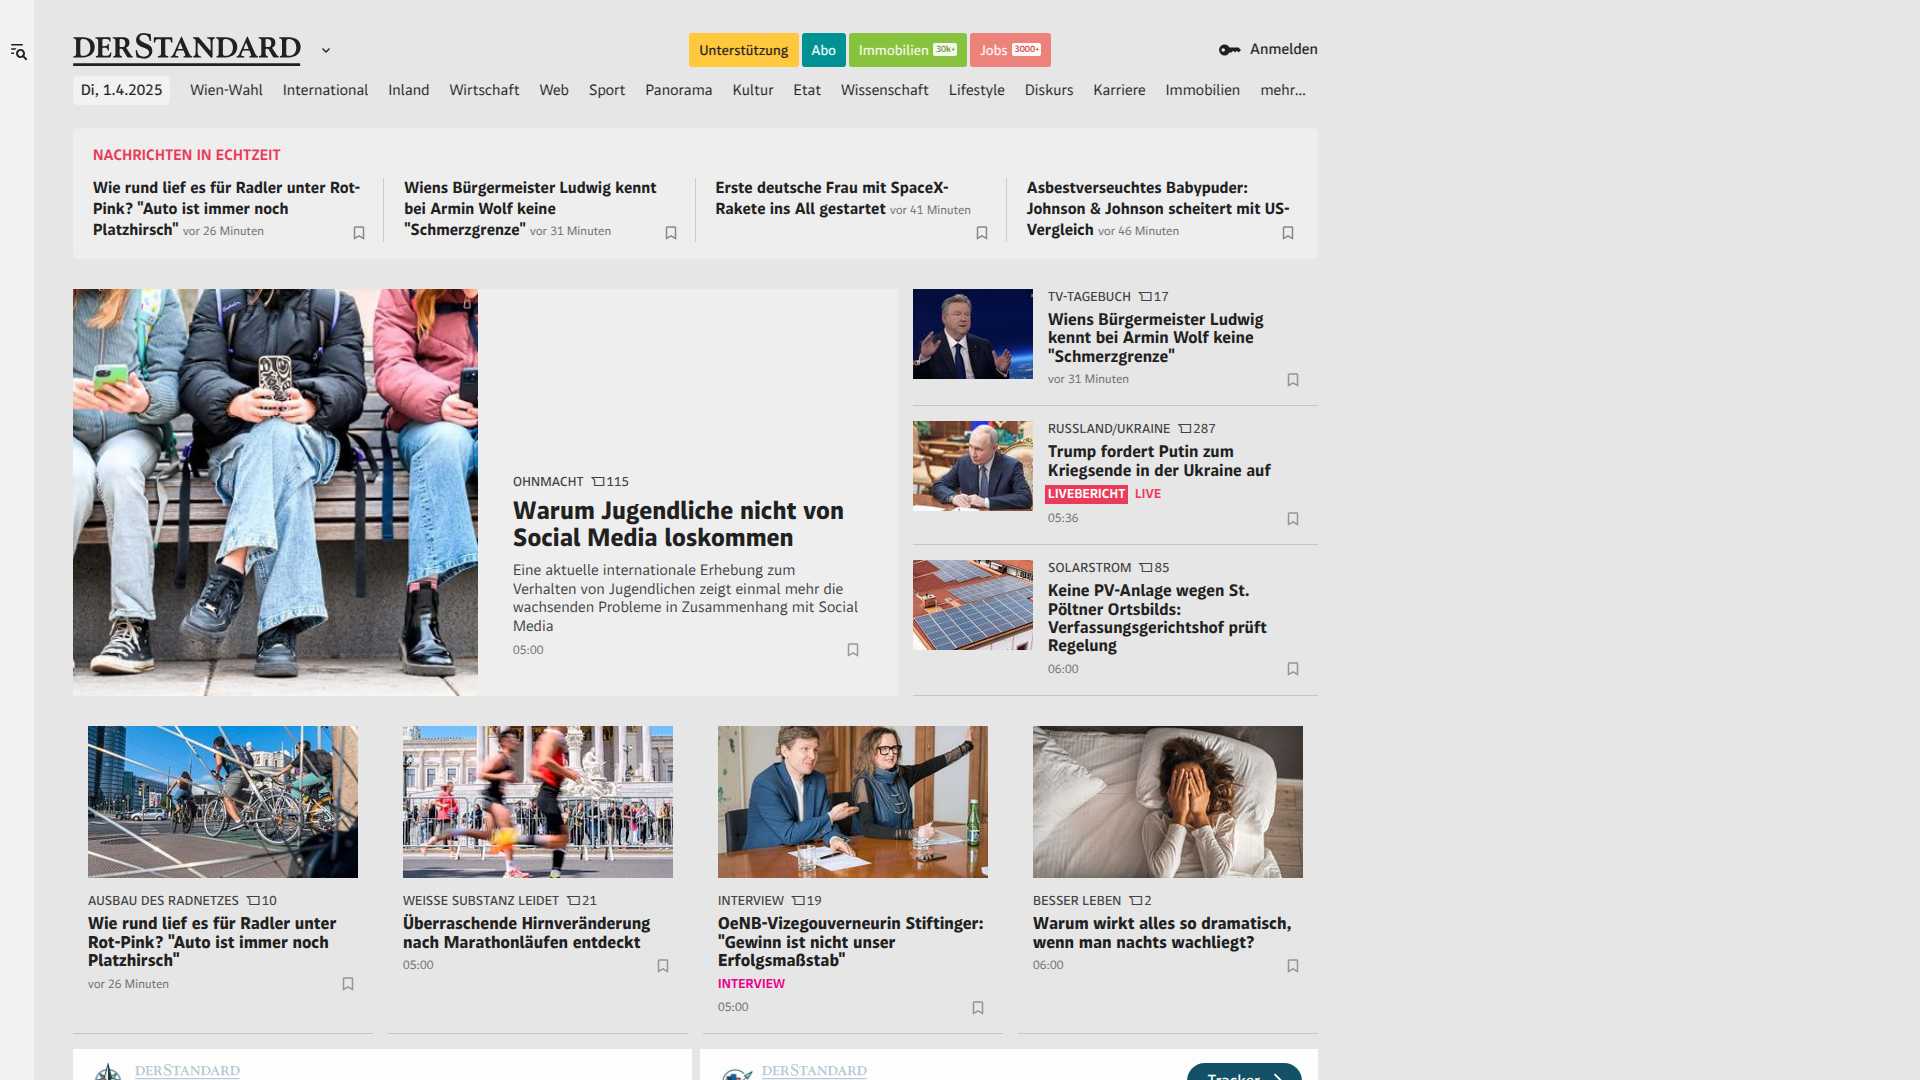 DERSTANDARD
Unterstützung
Abo
Immobilien 30k+
Jobs 3000+
Anmelden
Di, 1.4.2025
Wien-Wahl
International
Inland
Wirtschaft
Web
Sport
Panorama
Kultur
Etat
Wissenschaft
Lifestyle
Diskurs
Karriere
Immobilien
mehr...
NACHRICHTEN IN ECHTZEIT
Wie rund lief es für Radler unter Rot-
Pink? "Auto ist immer noch
Platzhirsch" vor 26 Minuten
Wiens Bürgermeister Ludwig kennt
bei Armin Wolf keine
"Schmerzgrenze" vor 31 Minuten
Erste deutsche Frau mit SpaceX-
Rakete ins All gestartet vor 41 Minuten
Asbestverseuchtes Babypuder:
Johnson & Johnson scheitert mit US-
Vergleich vor 46 Minuten
OHNMACHT 115
Warum Jugendliche nicht von
Social Media loskommen
Eine aktuelle internationale Erhebung zum
Verhalten von Jugendlichen zeigt einmal mehr die
wachsenden Probleme in Zusammenhang mit Social
Media
05:00
TV-TAGEBUCH 17
Wiens Bürgermeister Ludwig
kennt bei Armin Wolf keine
"Schmerzgrenze"
vor 31 Minuten
RUSSLAND/UKRAINE 287
Trump fordert Putin zum
Kriegsende in der Ukraine auf
LIVEBERICHT LIVE
05:36
SOLARSTROM 85
Keine PV-Anlage wegen St.
Pöltner Ortsbilds:
Verfassungsgerichtshof prüft
Regelung
06:00
AUSBAU DES RADNETZES 10
Wie rund lief es für Radler unter
Rot-Pink? "Auto ist immer noch
Platzhirsch"
vor 26 Minuten
WEISSE SUBSTANZ LEIDET 21
Überraschende Hirnveränderung
nach Marathonläufen entdeckt
05:00
INTERVIEW 19
OeNB-Vizegouverneurin Stiftinger:
"Gewinn ist nicht unser
Erfolgsmaßstab"
INTERVIEW
05:00
BESSER LEBEN 2
Warum wirkt alles so dramatisch,
wenn man nachts wachliegt?
06:00
DERSTANDARD
DERSTANDARD
Tracker